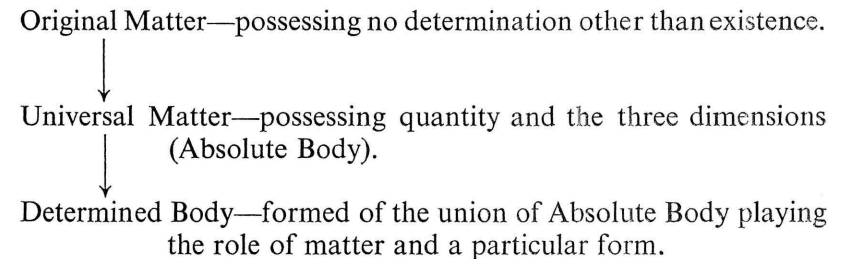 Original Matter—possessing no determination other than existence.
Universal Matter—possessing quantity and the three dimensions
(Absolute Body).
Determined Body—formed of the union of Absolute Body playing
the role of matter and a particular form.